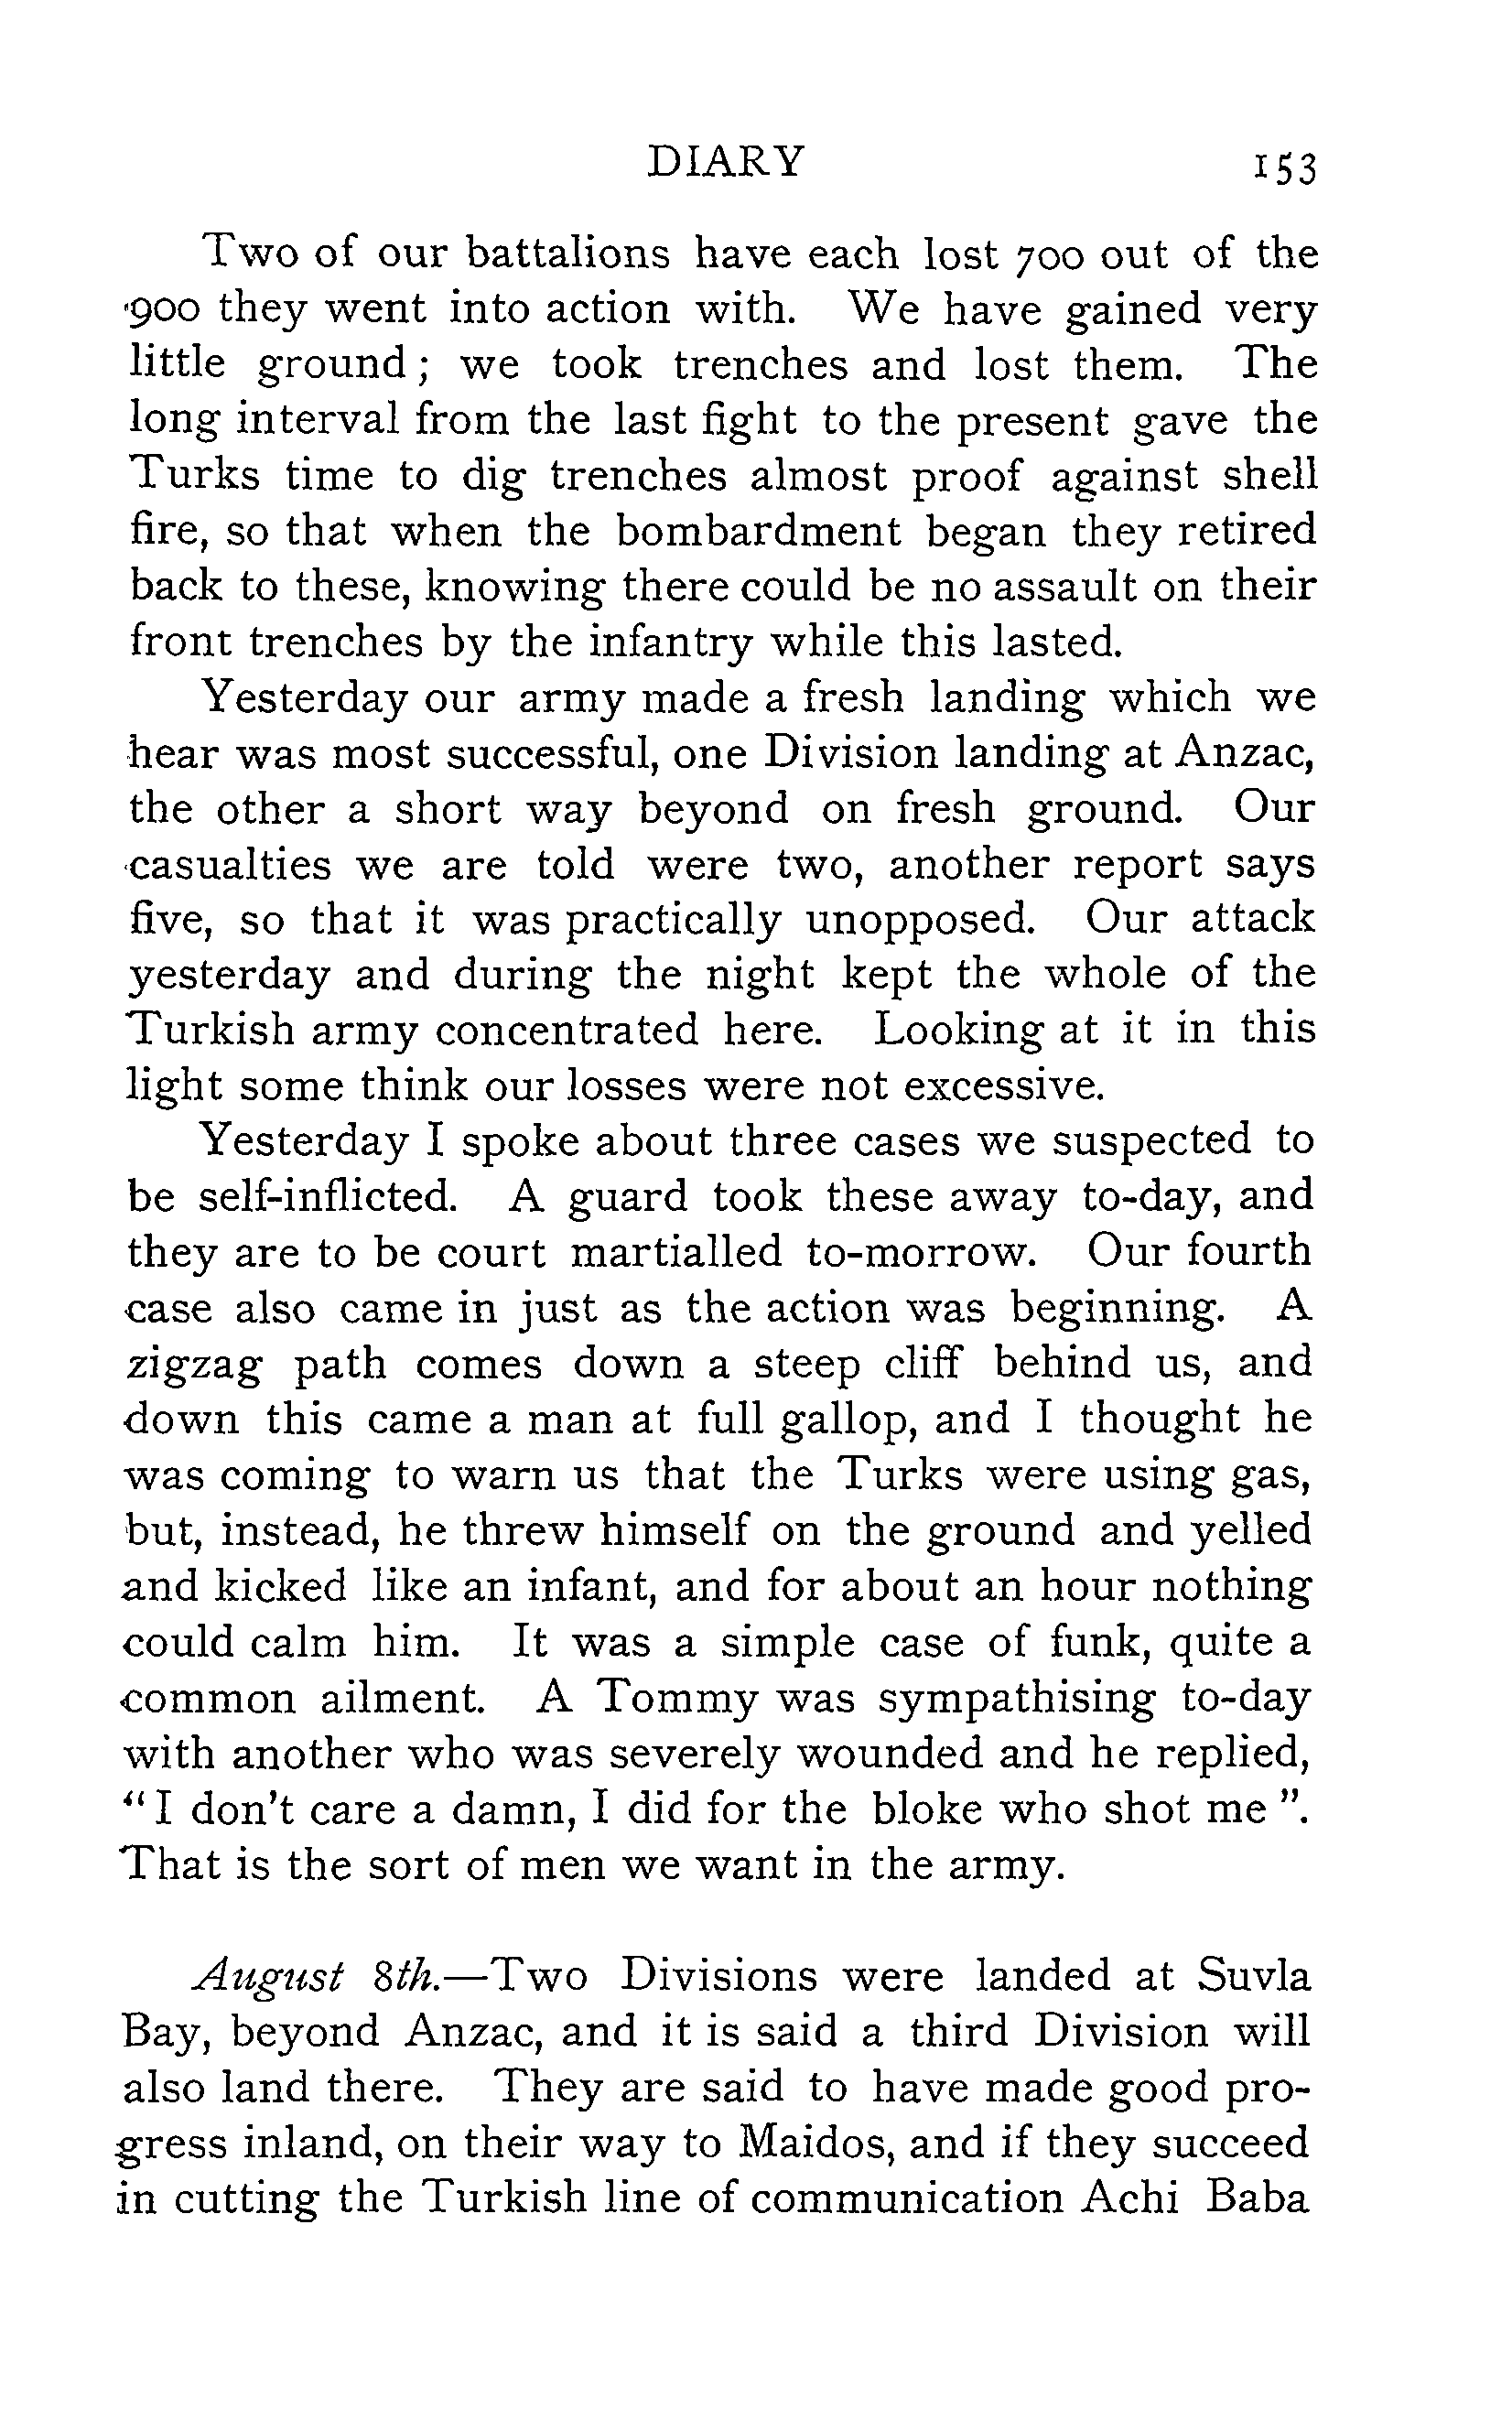 DIARY 153
Two of our battalions have each lost 700 out of the
900 they went into action with. We have gained very
little ground; we took trenches and lost them. The
long interval from the last fight to the present gave the
Turks time to dig trenches almost proof against shell
fire, so that when the bombardment began they retired
back to these, knowing there could be no assault on their
front trenches by the infantry while this lasted.
Yesterday our army made a fresh landing which we
hear was most successful, one Division landing at Anzac,
the other a short way beyond on fresh ground. Our
casualties we are told were two, another report says
five, so that it was practically unopposed. Our attack
yesterday and during the night kept the whole of the
Turkish army concentrated here. Looking at it in this
light some think our losses were not excessive.
Yesterday I spoke about three cases we suspected to
be self-inflicted. A guard took these away to-day, and
they are to be court martialled to-morrow. Our fourth
case also came in just as the action was beginning. A
zigzag path comes down a steep cliff behind us, and
down this came a man at full gallop, and I thought he
was coming to warn us that the Turks were using gas,
but, instead, he threw himself on the ground and yelled
and kicked like an infant, and for about an hour nothing
could calm him. It was a simple case of funk, quite a
common ailment. A Tommy was sympathising to-day
with another who was severely wounded and he replied,
"I don't care a damn, I did for the bloke who shot me".
That is the sort of men we want in the army.
August 8th.—Two Divisions were landed at Suvla
Bay, beyond Anzac, and it is said a third Division will
also land there. They are said to have made good pro-
gress inland, on their way to Maidos, and if they succeed
in cutting the Turkish line of communication Achi Baba